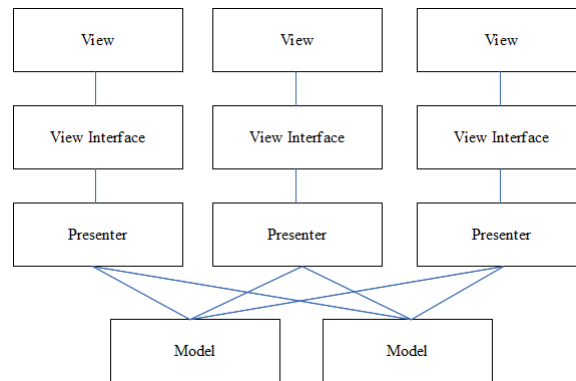 View
View
View
View Interface
View Interface
View Interface
Presenter
Presenter
Presenter
Model
Model